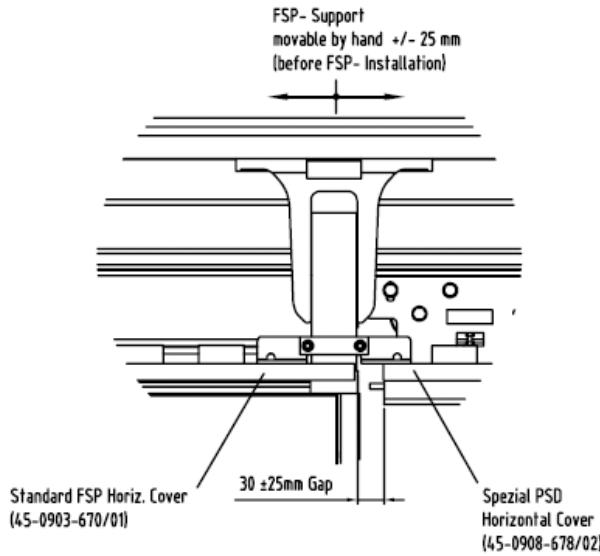 FSP- Support
movable by hand +/- 25 mm
(before FSP- Installation)
30 ±25mm Gap
Standard FSP Horiz. Cover
(45-0903-670/01)
Spezial PSD
Horizontal Cover
(45-0908-678/02)